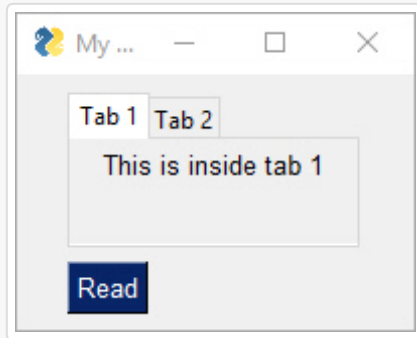 My ...
Tab 1 Tab 2
This is inside tab 1
Read